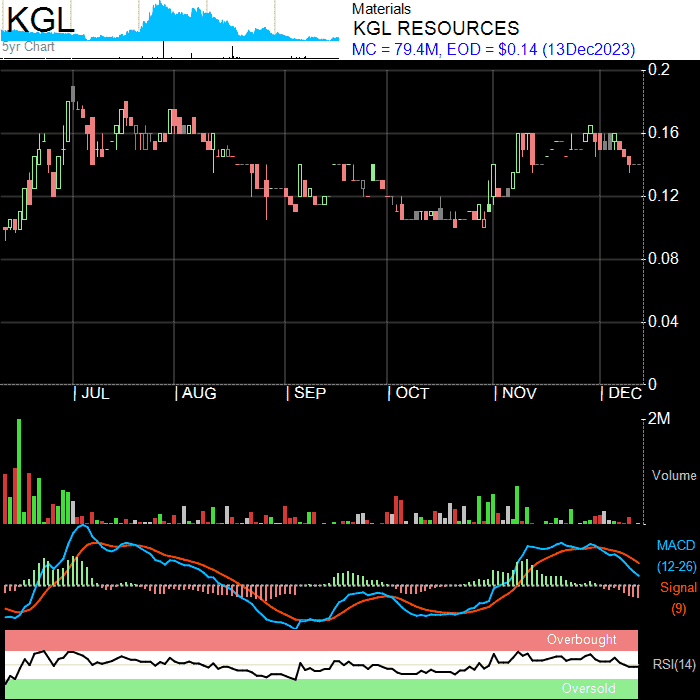 KGL
5yr Chart
Materials
KGL RESOURCES
MC = 79.4M, EOD = $0.14 (13Dec2023)
0.2
0.16
0.12
0.08
0.04
0
JUL AUG SEP OCT NOV DEC
2M
Volume
MACD
(12-26)
Signal
(9)
Overbought
RSI(14)
Oversold